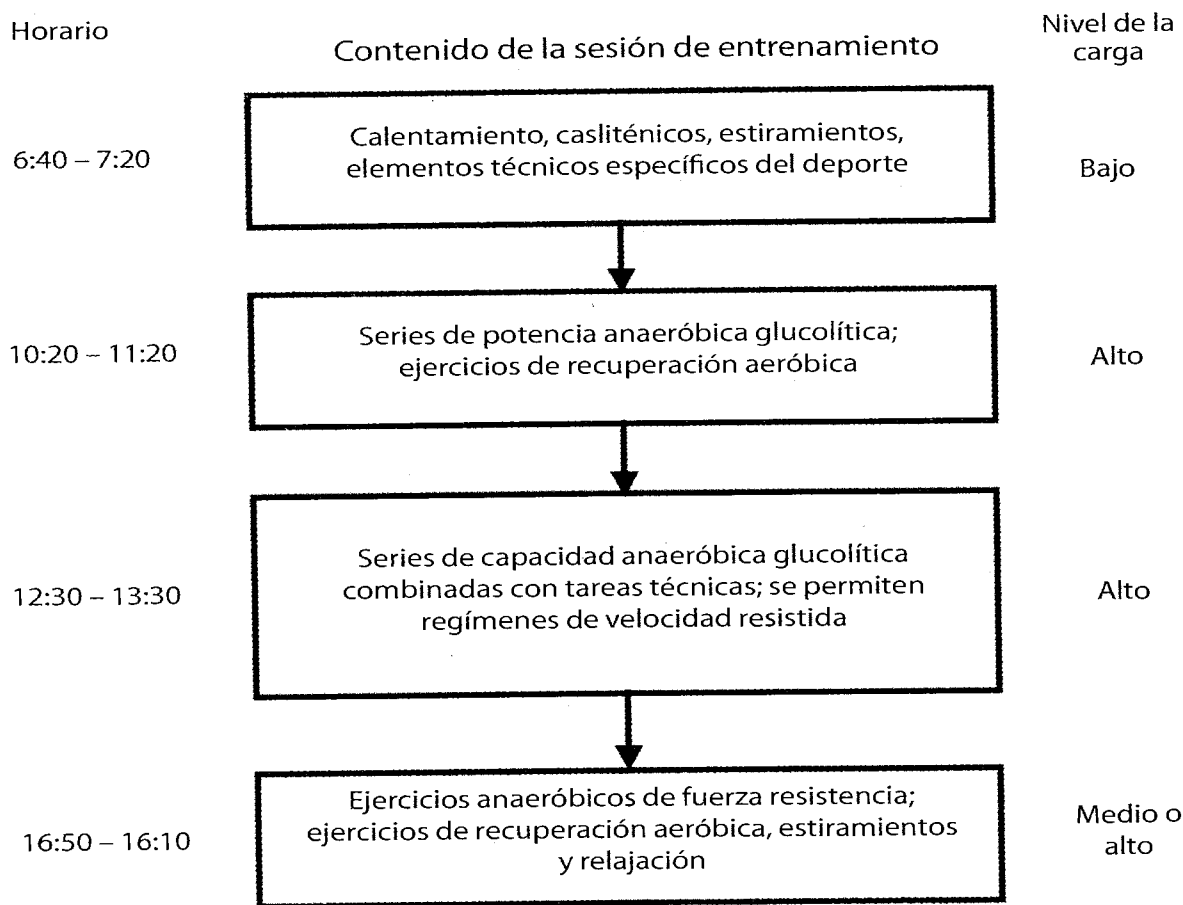 Horario
Contenido de la sesión de entrenamiento
Nivel de la
carga
6:40 – 7:20
Calentamiento, casliténicos, estiramientos,
elementos técnicos específicos del deporte
Bajo
10:20 – 11:20
Series de potencia anaeróbica glucolítica;
ejercicios de recuperación aeróbica
Alto
12:30 – 13:30
Series de capacidad anaeróbica glucolítica
combinadas con tareas técnicas; se permiten
regímenes de velocidad resistida
Alto
16:50 – 16:10
Ejercicios anaeróbicos de fuerza resistencia;
ejercicios de recuperación aeróbica, estiramientos
y relajación
Medio o
alto